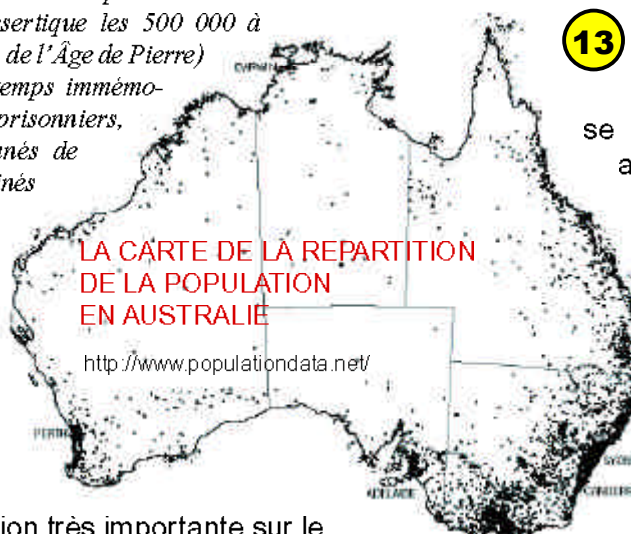 ssertique les 500 000 à
de l'Âge de Pierre)
temps immémo-
prisonniers,
nés de
inés
13
se
a
LA CARTE DE LA REPARTITION
DE LA POPULATION
EN AUSTRALIE
http://www.populationdata.net/
DARWIN
PERTH
ADELAIDE
CANBERRA
ion très importante sur le